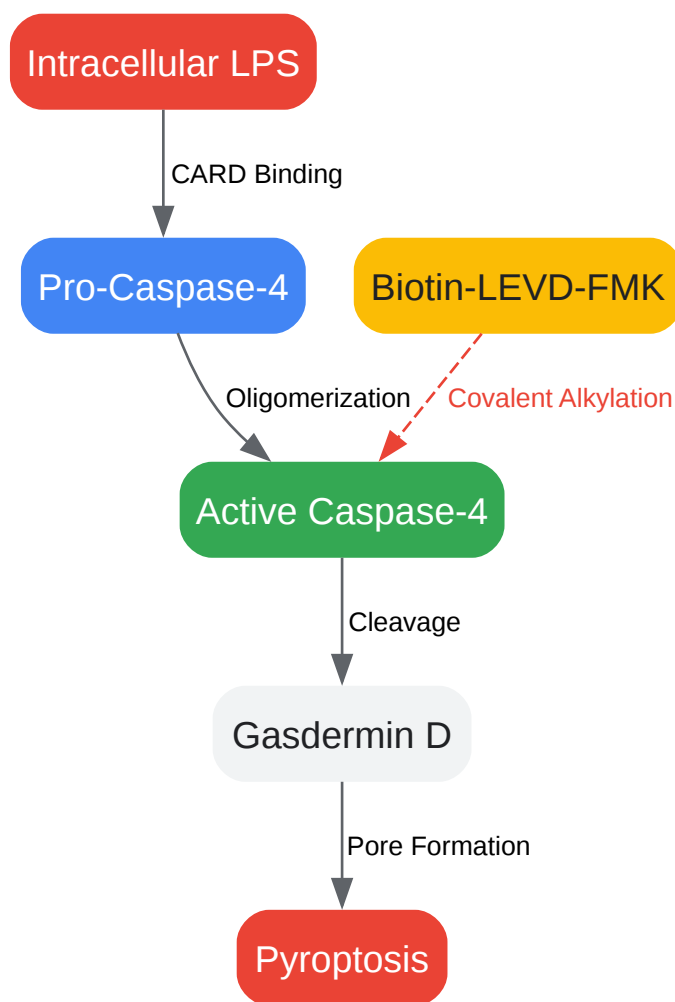 Intracellular LPS
CARD Binding
Pro-Caspase-4
Biotin-LEVD-FMK
Oligomerization
Covalent Alkylation
Active Caspase-4
Cleavage
Gasdermin D
Pore Formation
Pyroptosis